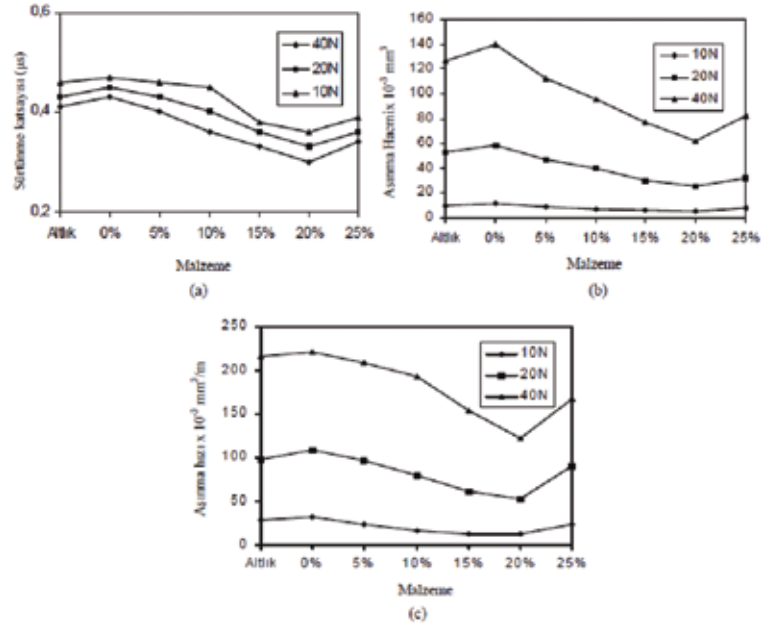 0,6
0,4
0,2
Sürtünme katsayısı (µs)
40N
20N
10N
Altlık 0% 5% 10% 15% 20% 25%
Malzeme
(a)
160
140
120
100
80
60
40
20
0
Aşınma Hacmix 10⁻³ mm³
10N
20N
40N
Altlık 0% 5% 10% 15% 20% 25%
Malzeme
(b)
250
200
150
100
50
0
Aşınma hızı x 10⁻³ mm³/m
10N
20N
40N
Altlık 0% 5% 10% 15% 20% 25%
Malzeme
(c)